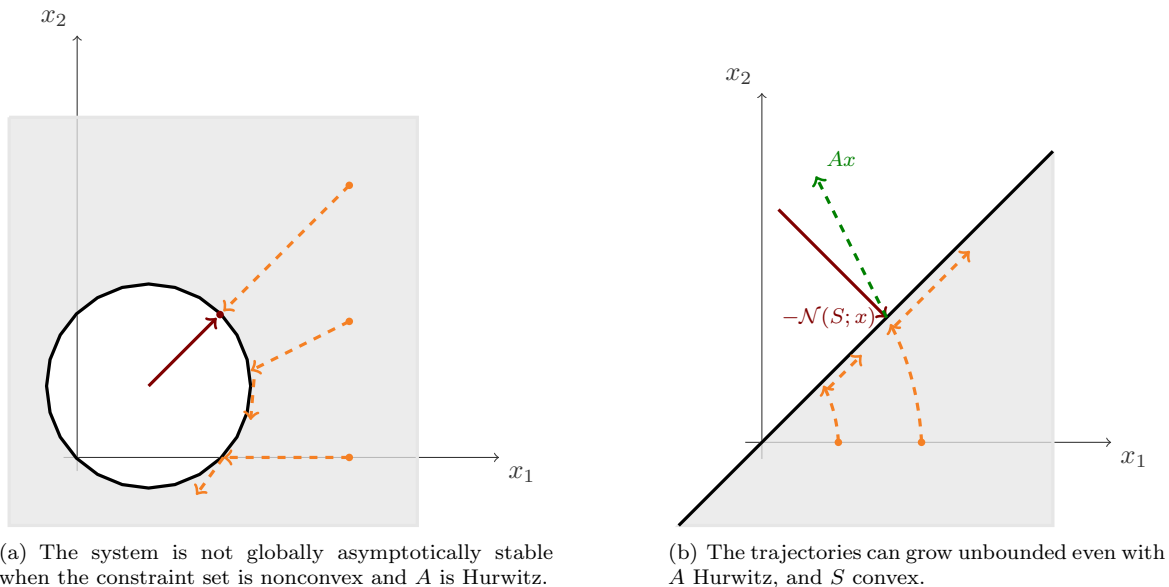 x₂
x₁
(a) The system is not globally asymptotically stable
when the constraint set is nonconvex and A is Hurwitz.
x₂
Ax
−𝒩(S; x)
x₁
(b) The trajectories can grow unbounded even with
A Hurwitz, and S convex.